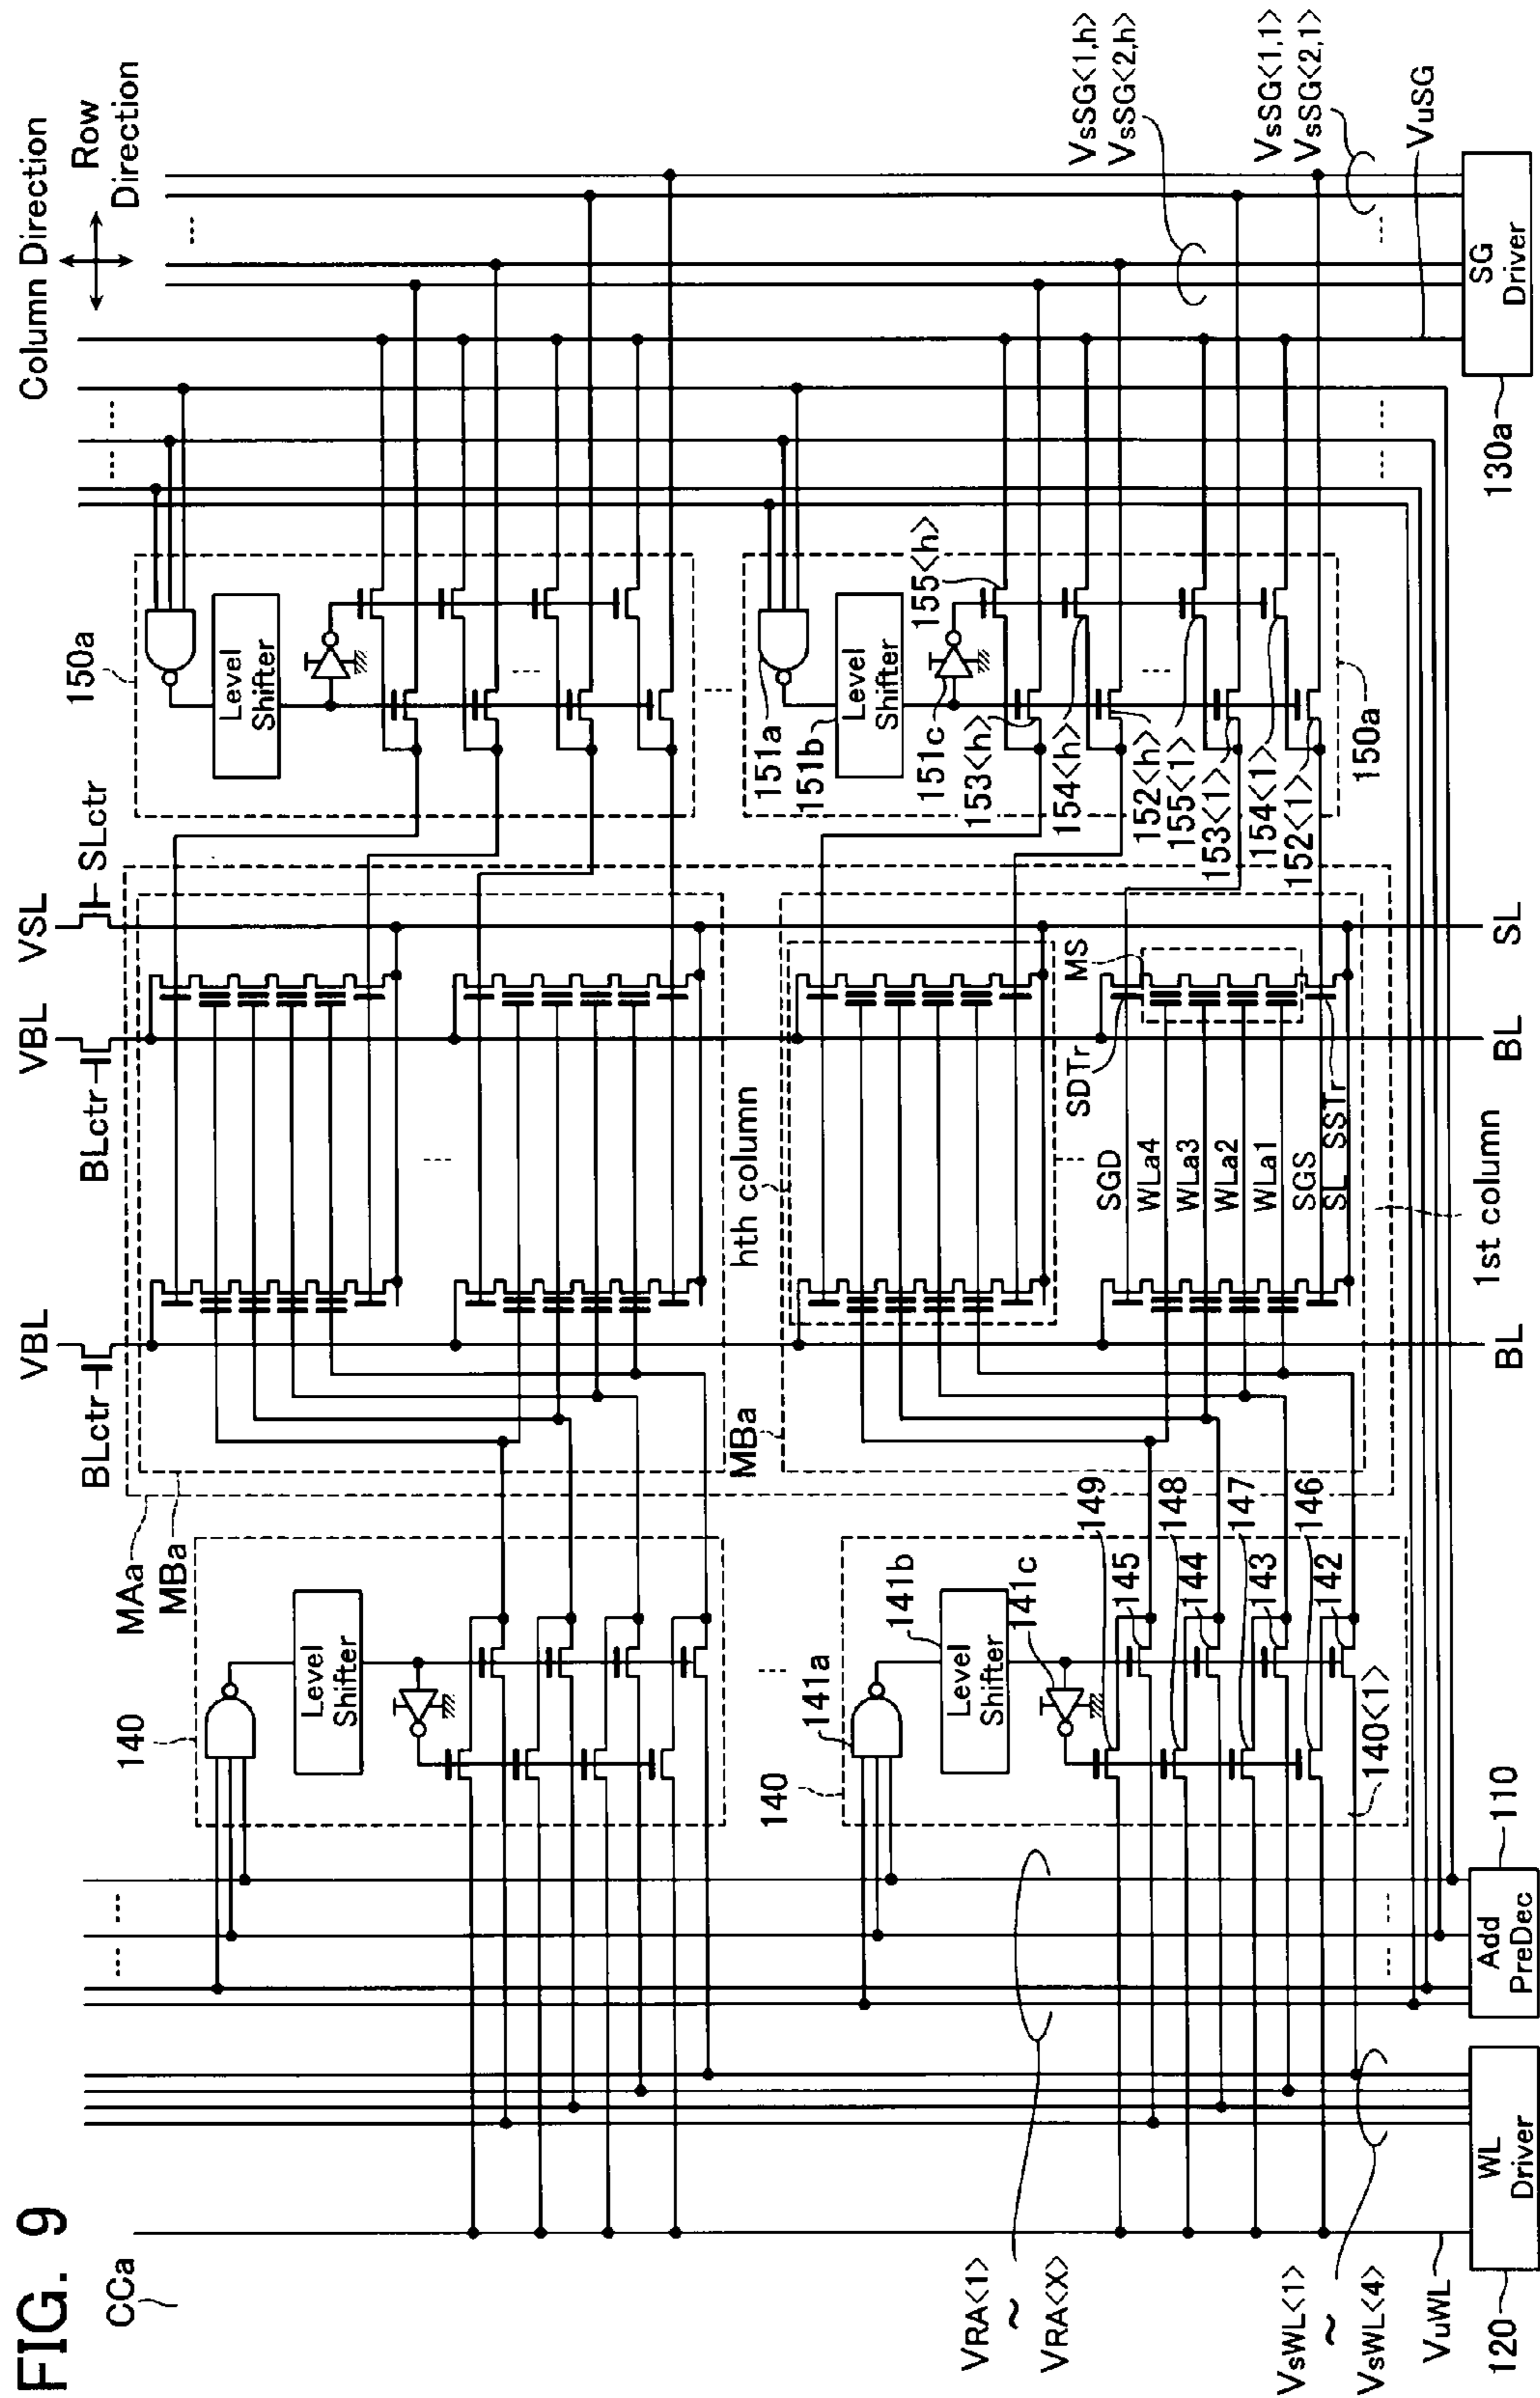 FIG. 9
CCa
Column Direction
Row
Direction
VBL
VBL
VSL
BLctr
BLctr
SLctr
MAa
MBa
140
150a
Level
Shifter
Level
Shifter
MBa
hth column
140
141a
141b
Level
Shifter
141c
149
145
148
144
147
143
146
142
140<1>
MS
SDTr
SGD
WLa4
WLa3
WLa2
WLa1
SGS
SL
SSTr
1st column
151a
151b
Level
Shifter
151c
155<h>
153<h>
154<h>
152<h>
155<1>
153<1>
154<1>
152<1>
150a
VsSG<1,h>
VsSG<2,h>
VsSG<1,1>
VsSG<2,1>
VuSG
VRA<1>
~
VRA<X>
VsWL<1>
~
VsWL<4>
VuWL
BL
BL
SL
120
WL
Driver
Add
PreDec
110
130a
SG
Driver